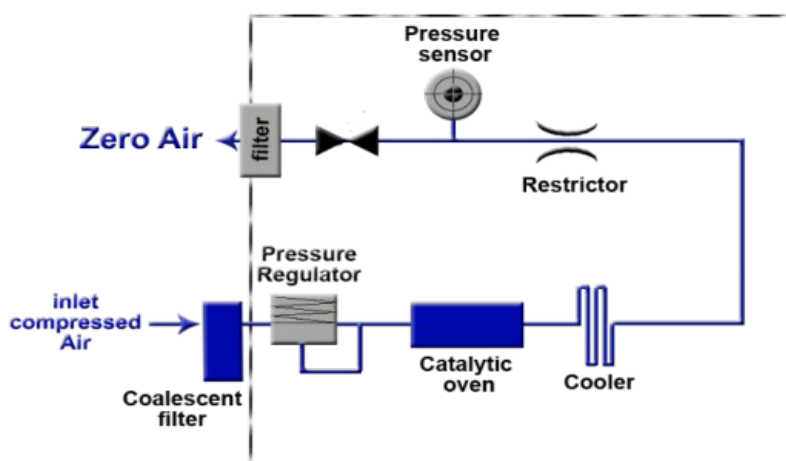 Pressure
sensor
Zero Air
filter
Restrictor
Pressure
Regulator
inlet
compressed
Air
Catalytic
oven
Cooler
Coalescent
filter